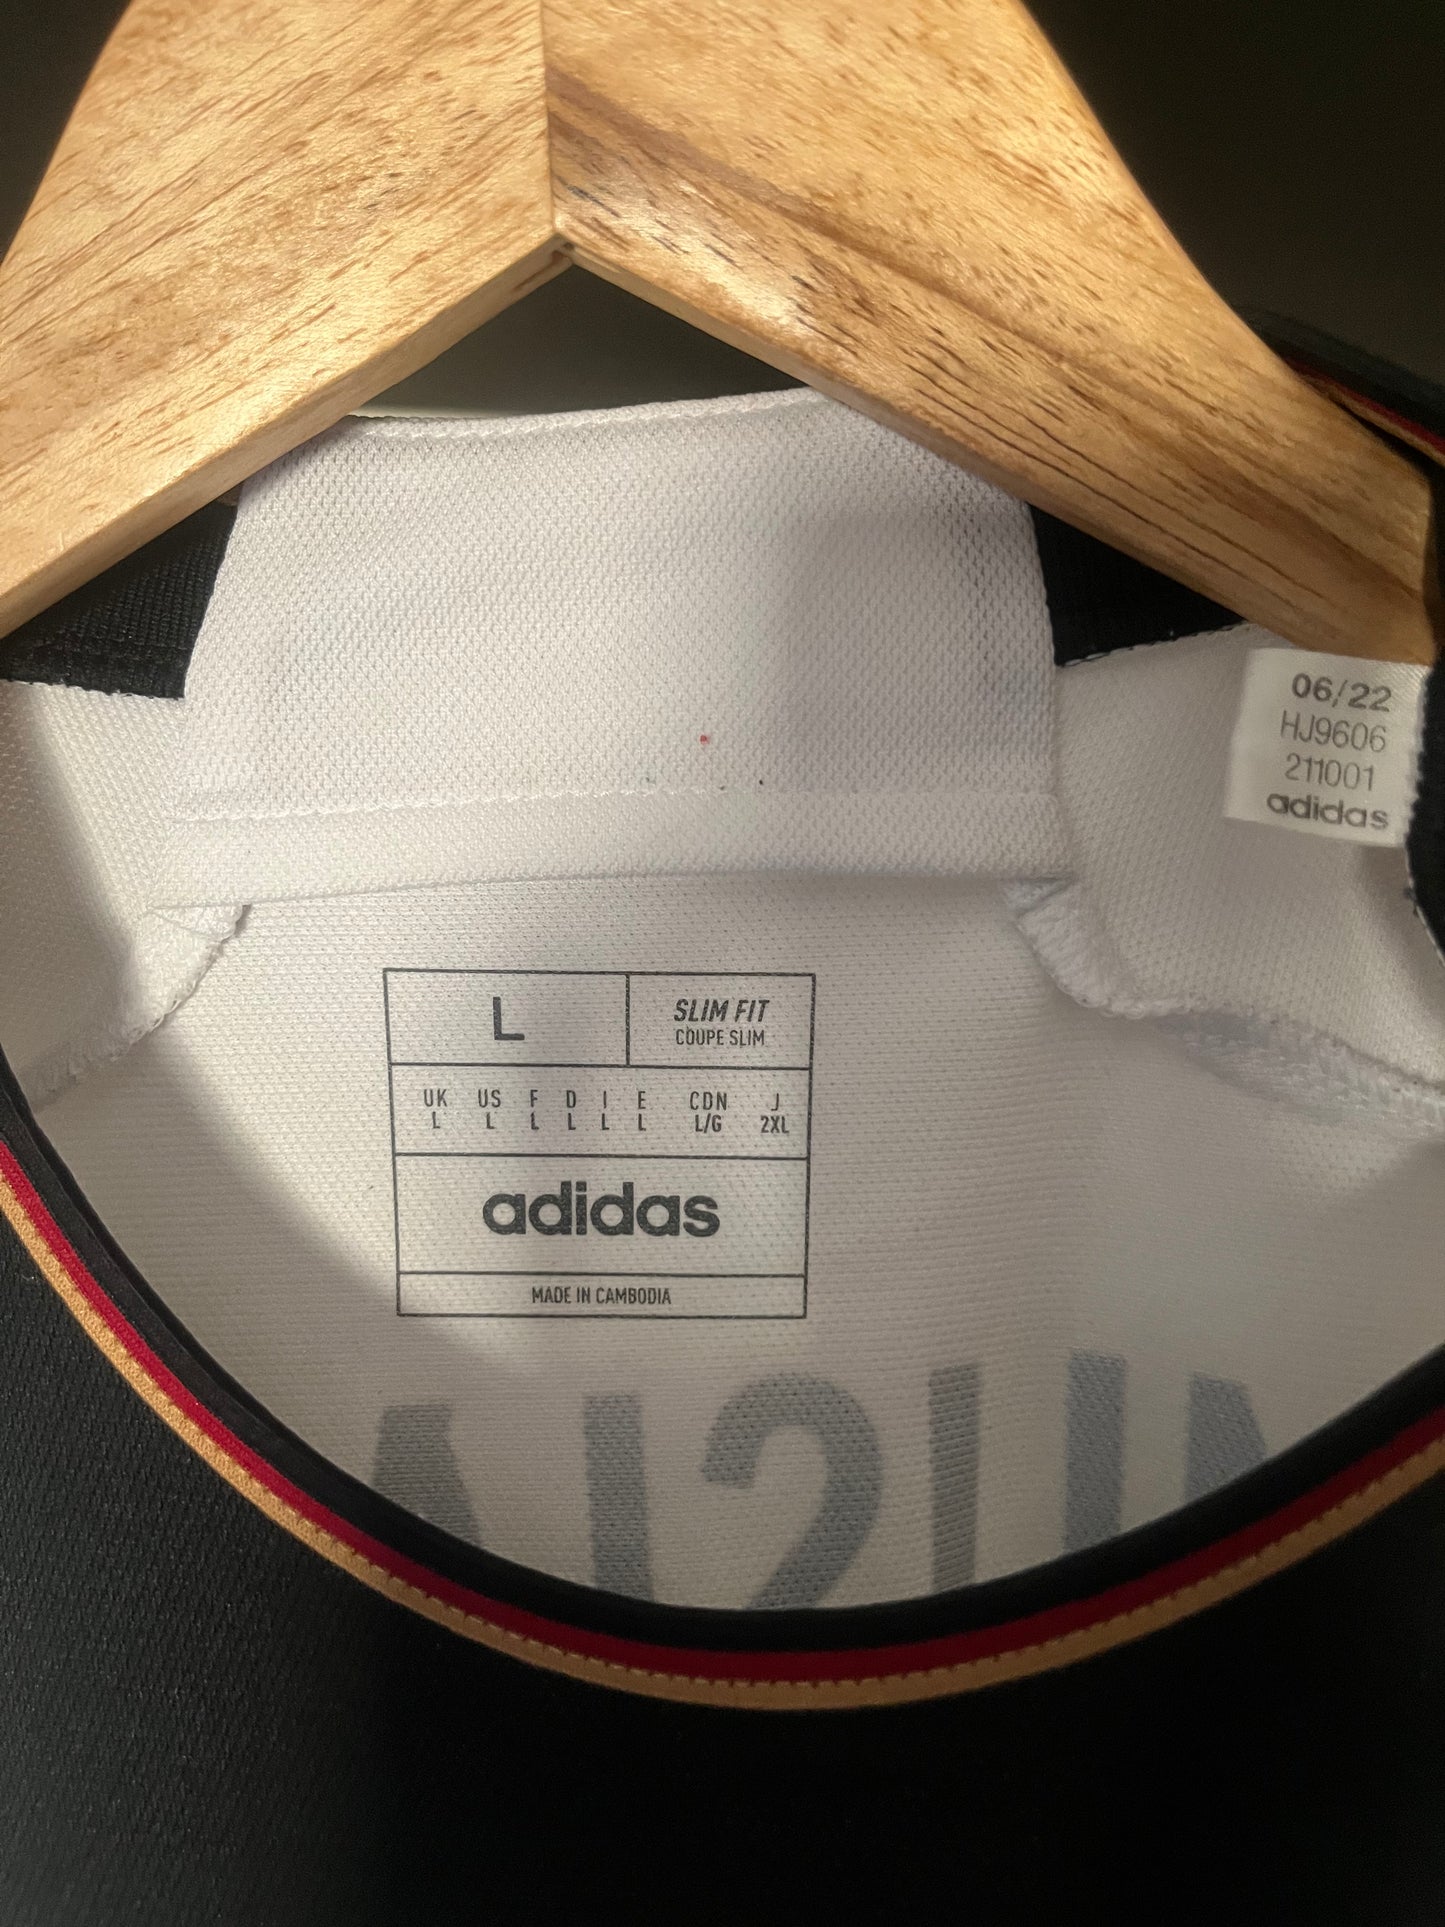 06/22
HJ9606
211001
adidas
L
SLIM FIT
COUPE SLIM
UK US F D I E CDN J
L L L L L L L/G 2XL
adidas
MADE IN CAMBODIA